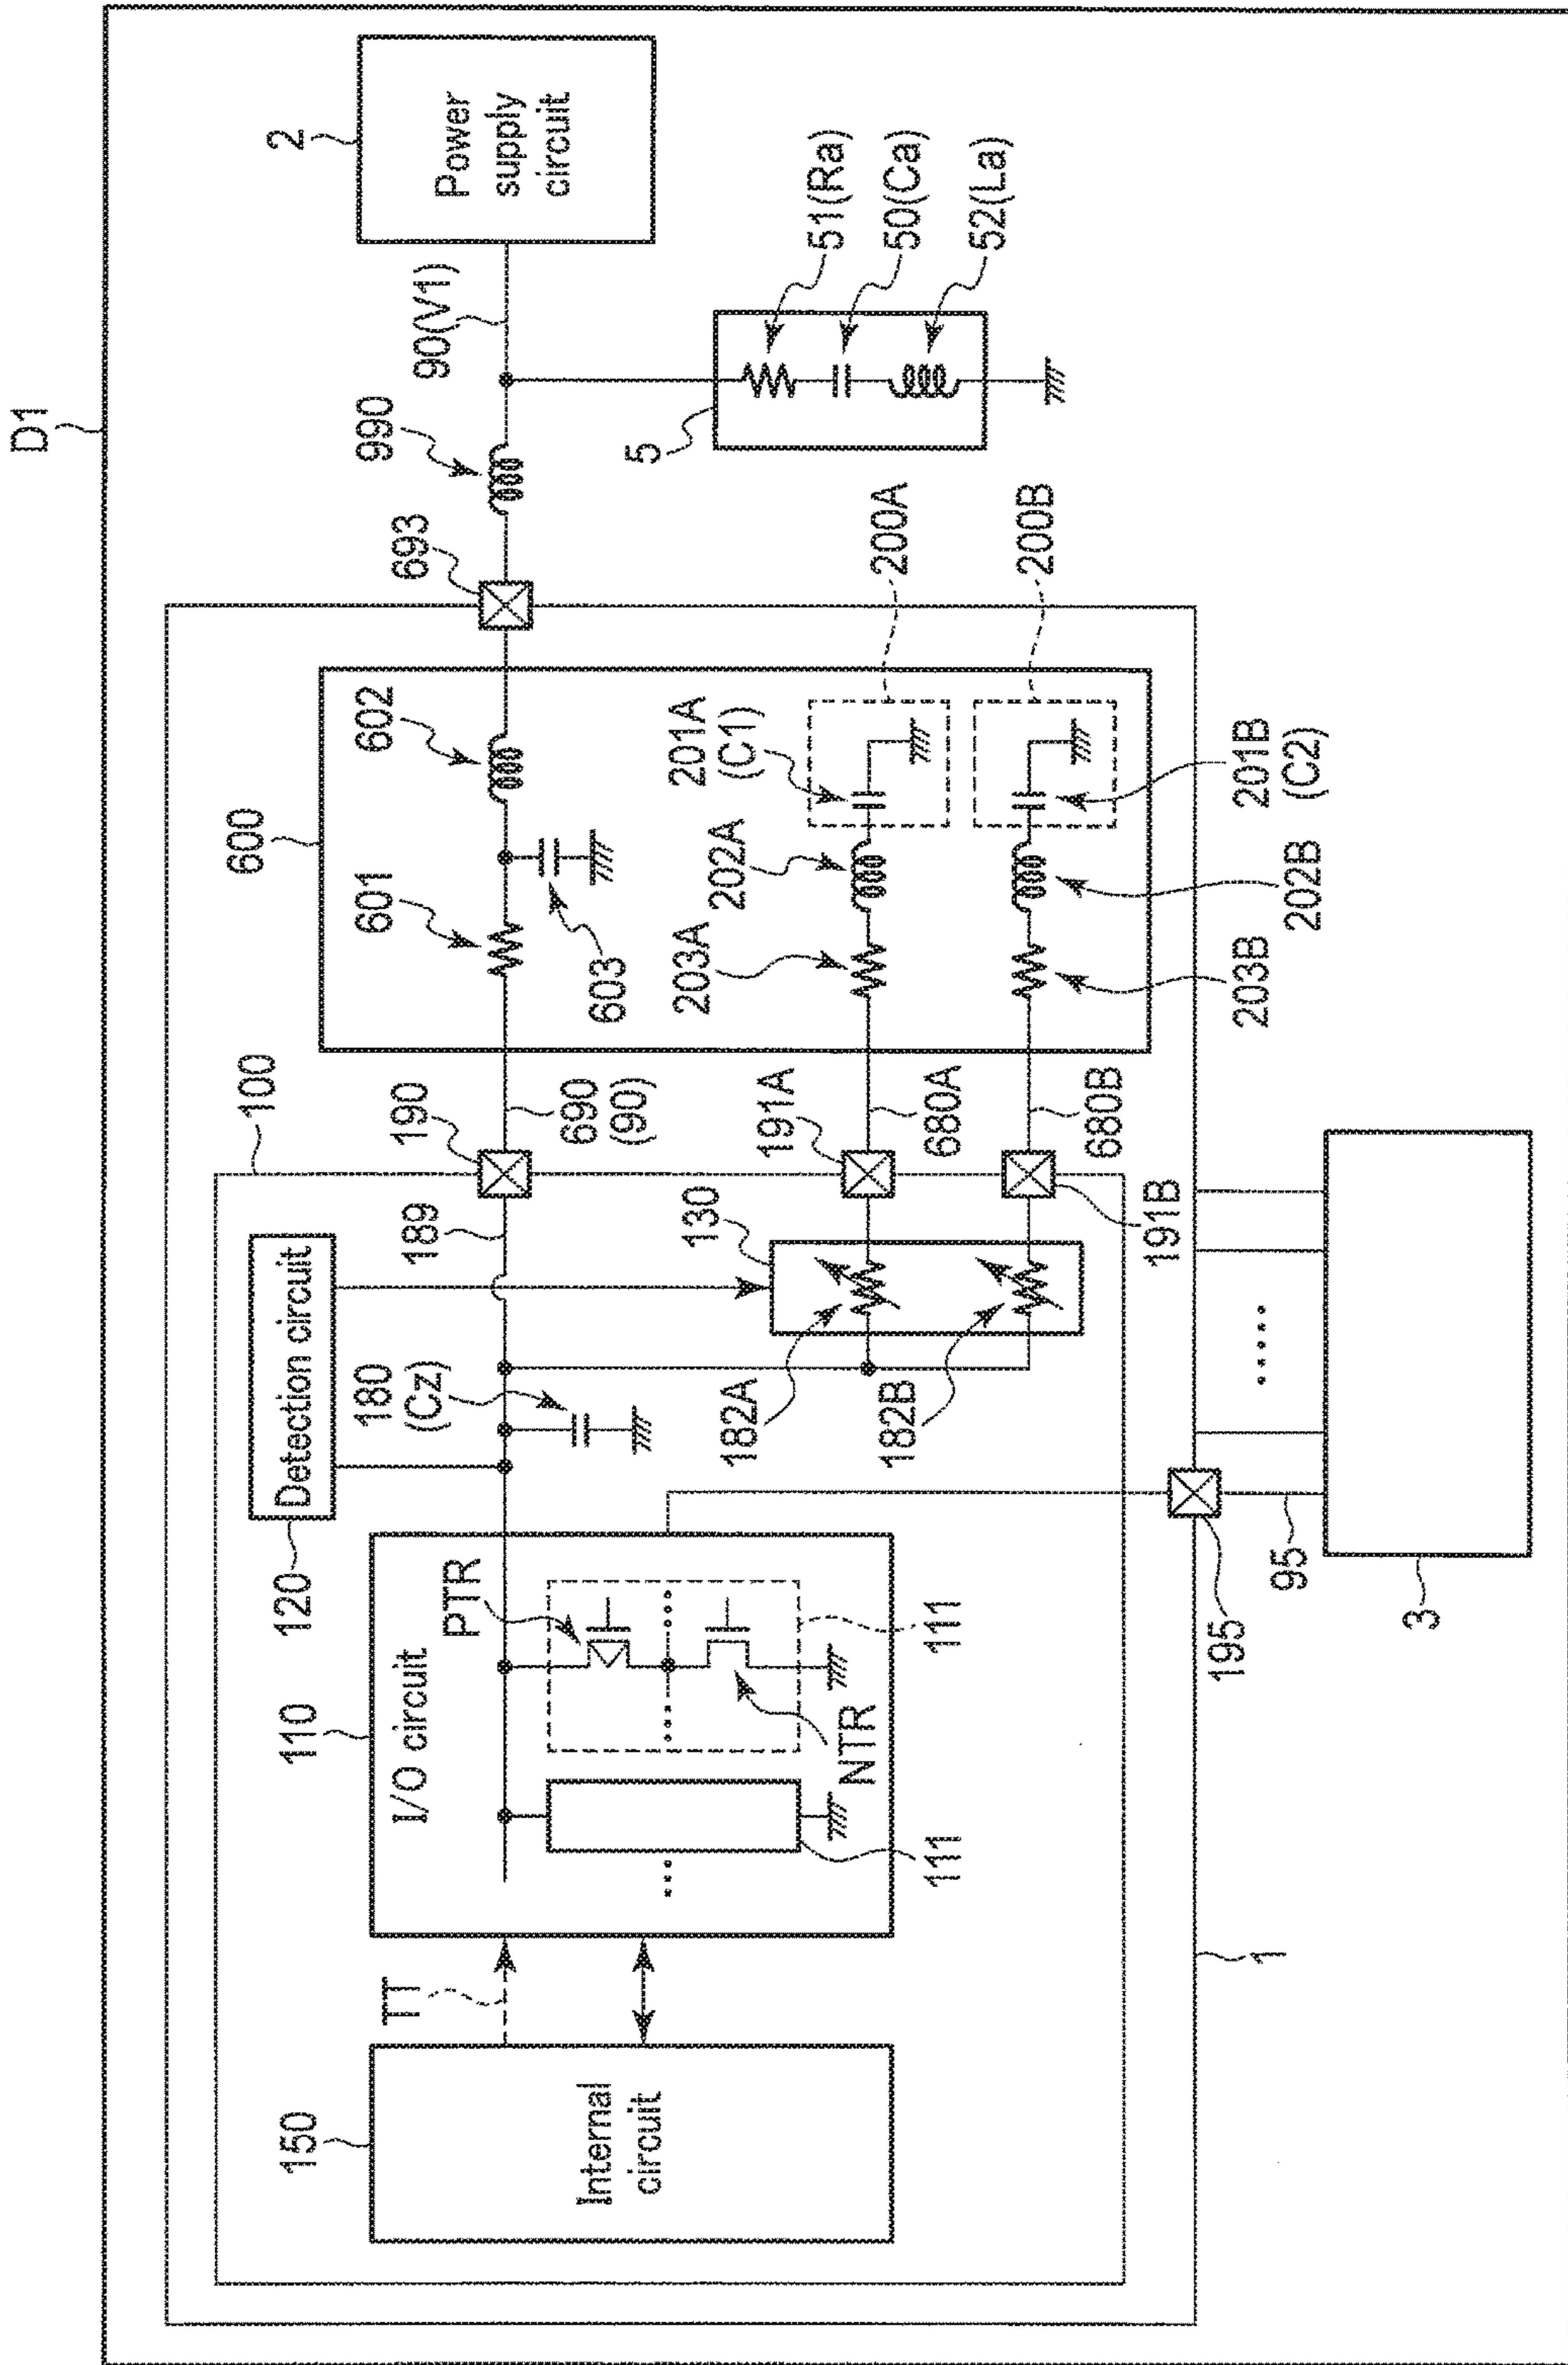 D1
2
Power
supply
circuit
90(V1)
990
693
5
51(Ra)
50(Ca)
52(La)
600
602
601
603
201A
(C1)
200A
202A
203A
200B
201B
(C2)
202B
203B
100
190
690
(90)
191A
680A
680B
191B
189
130
Detection circuit
120
180
(Cz)
182A
182B
110
I/O circuit
PTR
NTR
111
111
195
95
3
TT
150
Internal
circuit
1